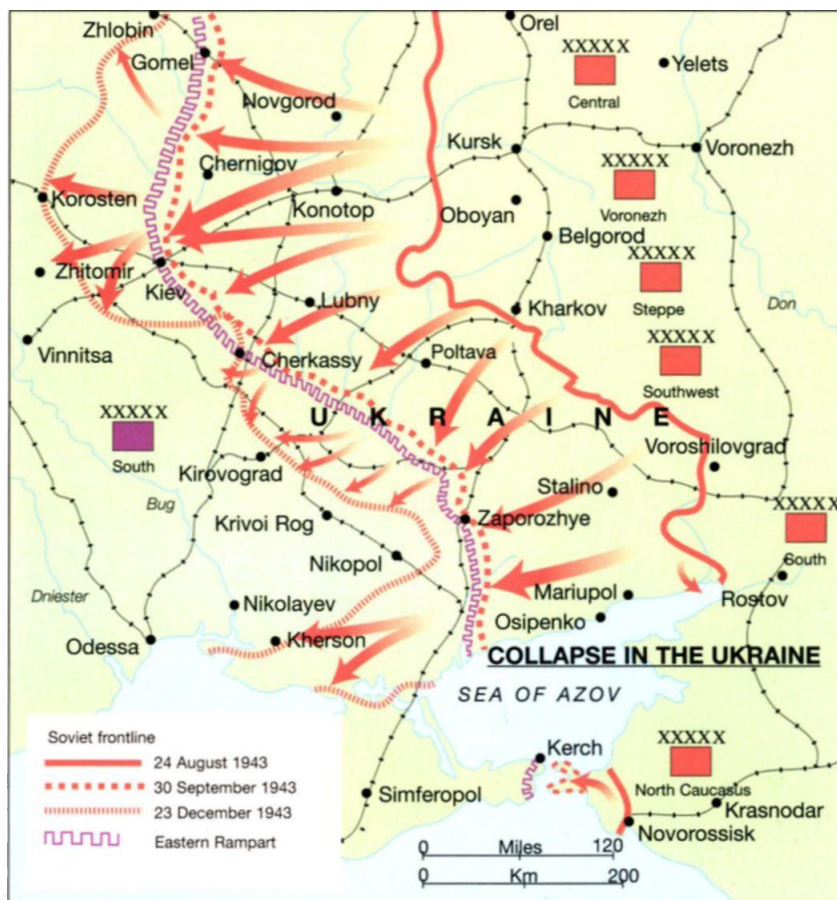 Zhlobin
Orel
XXXXX
Central
Yelets
Gomel
Novgorod
Kursk
Voronezh
Chernigov
XXXXX
Voronezh
Korosten
Konotop
Oboyan
Belgorod
XXXXX
Steppe
Zhitomir
Kiev
Lubny
Kharkov
Don
Vinnitsa
Cherkassy
Poltava
XXXXX
Southwest
XXXXX
South
UKRAINE
Voroshilovgrad
Kirovograd
Bug
Stalino
XXXXX
South
Krivoi Rog
Zaporozhye
Nikopol
Dniester
Nikolayev
Mariupol
Rostov
Odessa
Kherson
Osipenko
COLLAPSE IN THE UKRAINE
SEA OF AZOV
Soviet frontline
24 August 1943
30 September 1943
23 December 1943
Eastern Rampart
Kerch
XXXXX
North Caucasus
Simferopol
Krasnodar
Novorossisk
0 Miles 120
0 Km 200